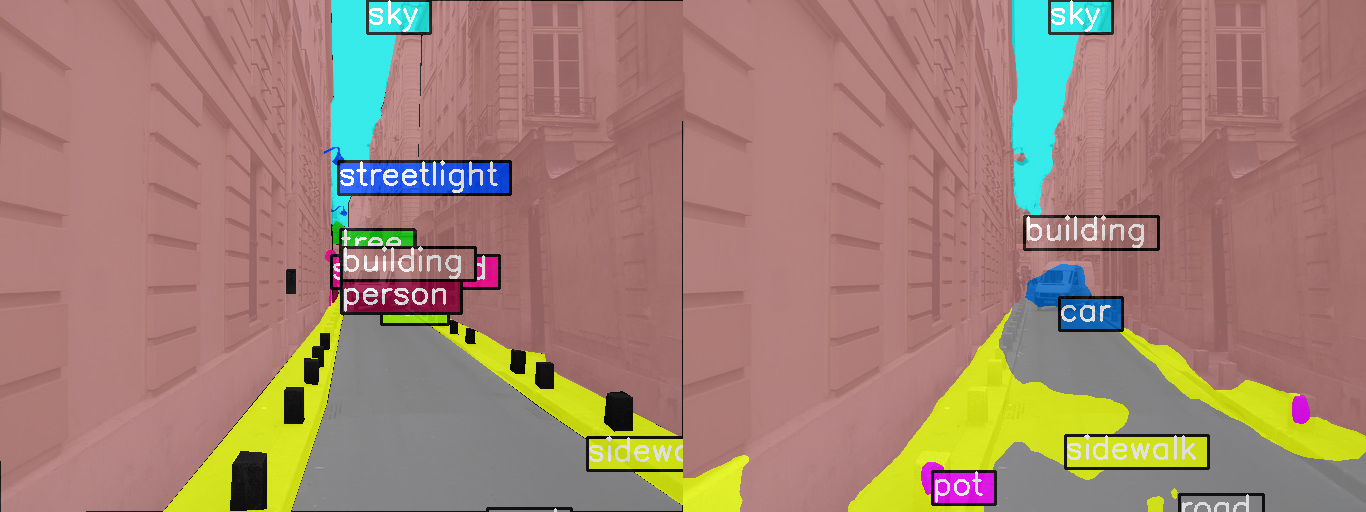 sky
streetlight
tree
building
person
sidewa
sky
building
car
sidewalk
pot
road